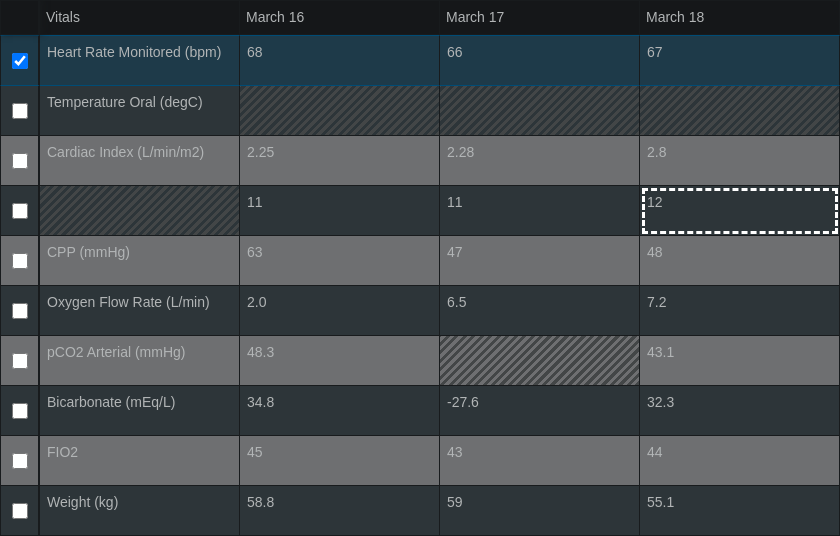 Vitals March 16 March 17 March 18
Heart Rate Monitored (bpm) 68 66 67
Temperature Oral (degC)
Cardiac Index (L/min/m2) 2.25 2.28 2.8
11 11 12
CPP (mmHg) 63 47 48
Oxygen Flow Rate (L/min) 2.0 6.5 7.2
pCO2 Arterial (mmHg) 48.3 43.1
Bicarbonate (mEq/L) 34.8 -27.6 32.3
FIO2 45 43 44
Weight (kg) 58.8 59 55.1